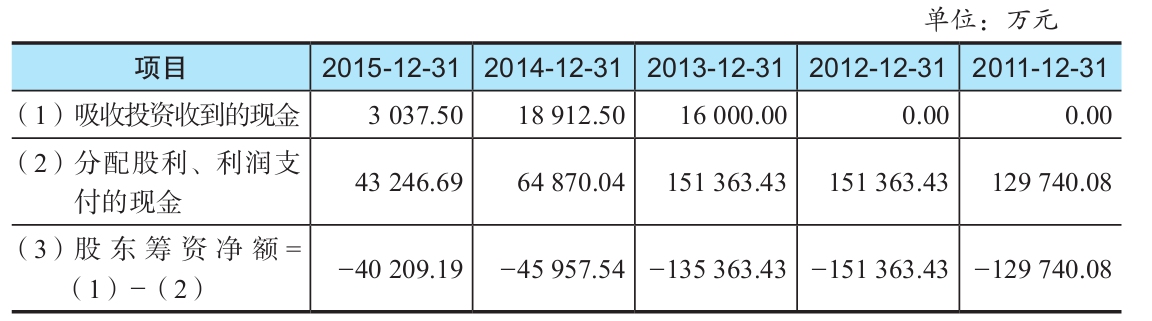 单位：万元
项目 2015-12-31 2014-12-31 2013-12-31 2012-12-31 2011-12-31
（1）吸收投资收到的现金 3 037.50 18 912.50 16 000.00 0.00 0.00
（2）分配股利、利润支
付的现金 43 246.69 64 870.04 151 363.43 151 363.43 129 740.08
（3）股东筹资净额=
（1）−（2） −40 209.19 −45 957.54 −135 363.43 −151 363.43 −129 740.08